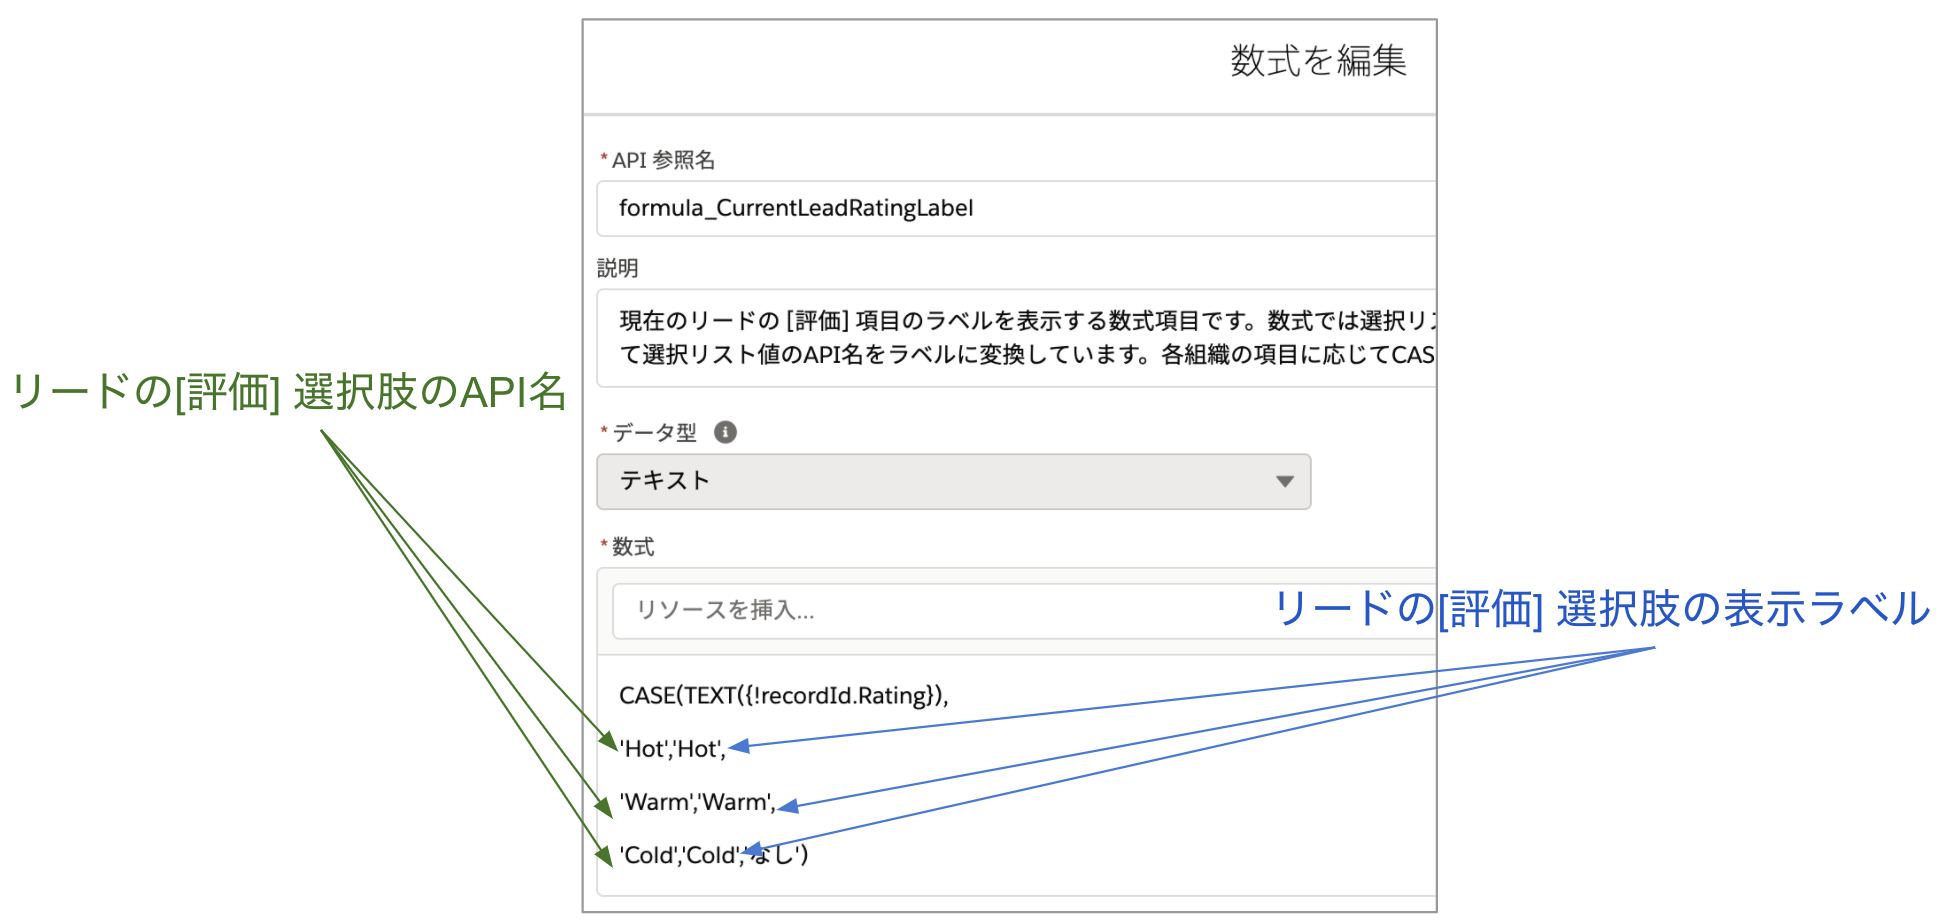 数式を編集
*API 参照名
formula_CurrentLeadRatingLabel
説明
現在のリードの [評価] 項目のラベルを表示する数式項目です。数式では選択リ
て選択リスト値のAPI名をラベルに変換しています。各組織の項目に応じてCAS
リードの[評価] 選択肢のAPI名
*データ型
テキスト
*数式
リソースを挿入...
リードの[評価] 選択肢の表示ラベル
CASE(TEXT({!recordId.Rating}),
'Hot','Hot',
'Warm','Warm',
'Cold','Cold','なし')